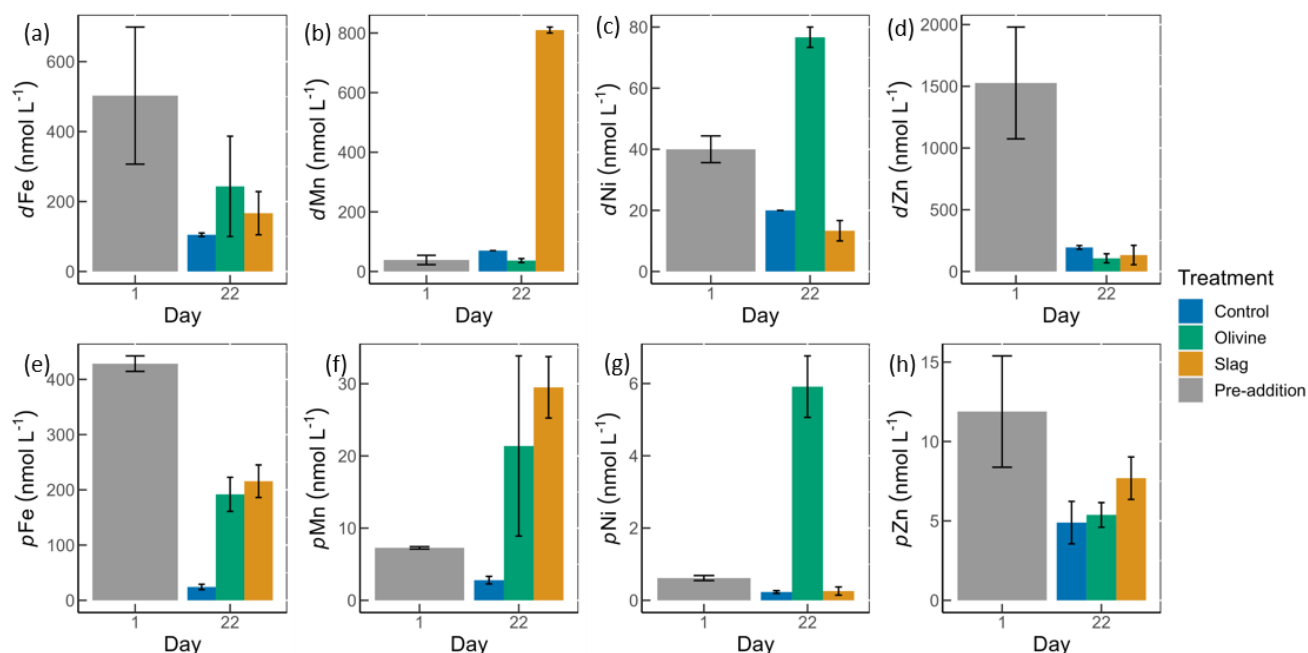 (a)
dFe (nmol L⁻¹)
600
400
200
0
1
22
Day
(b)
dMn (nmol L⁻¹)
800
600
400
200
0
1
22
Day
(c)
dNi (nmol L⁻¹)
80
60
40
20
0
1
22
Day
(d)
dZn (nmol L⁻¹)
2000
1500
1000
500
0
1
22
Day
(e)
pFe (nmol L⁻¹)
400
300
200
100
0
1
22
Day
(f)
pMn (nmol L⁻¹)
30
20
10
0
1
22
Day
(g)
pNi (nmol L⁻¹)
6
4
2
0
1
22
Day
(h)
pZn (nmol L⁻¹)
15
10
5
0
1
22
Day
Treatment
Control
Olivine
Slag
Pre-addition